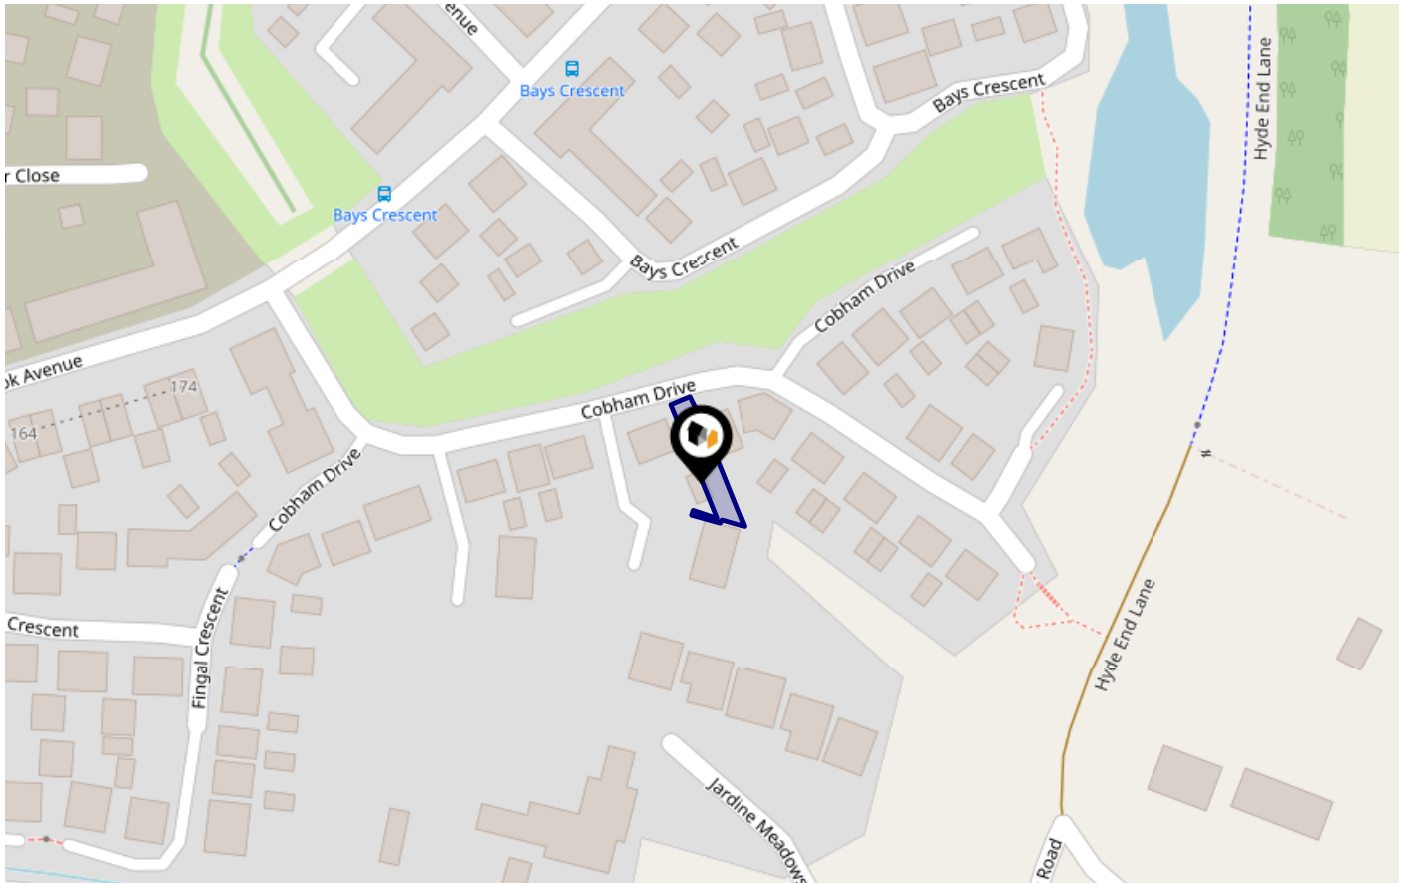 enue
Bays Crescent
Bays Crescent
Hyde End Lane
r Close
Bays Crescent
Bays Crescent
Cobham Drive
ok Avenue
174
Cobham Drive
164
Cobham Drive
Crescent
Fingal Crescent
Hyde End Lane
Jardine Meadows
Road